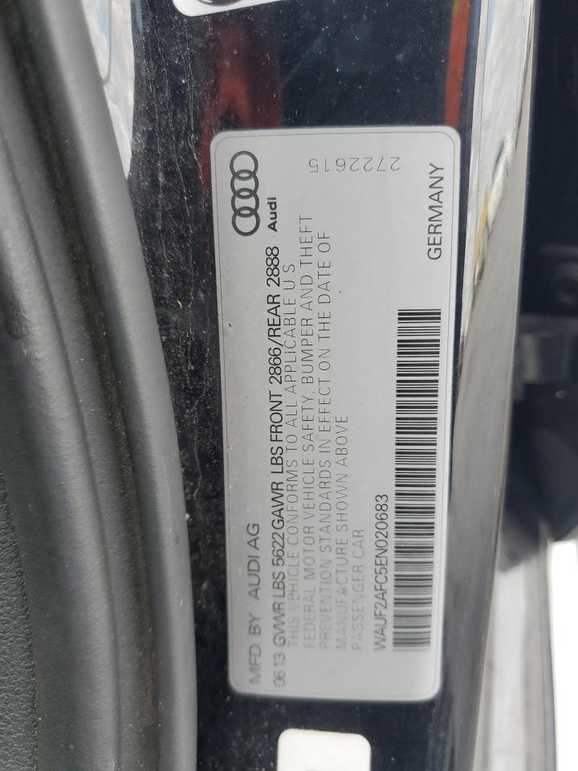 MFD. BY AUDI AG
Audi
06 13 GVWR LBS 5622 GAWR LBS FRONT 2866/REAR 2888
THIS VEHICLE CONFORMS TO ALL APPLICABLE U S
FEDERAL MOTOR VEHICLE SAFETY, BUMPER AND THEFT
PREVENTION STANDARDS IN EFFECT ON THE DATE OF
MANUFACTURE SHOWN ABOVE
PASSENGER CAR
2722615
WAUF2AFC5EN020683
GERMANY